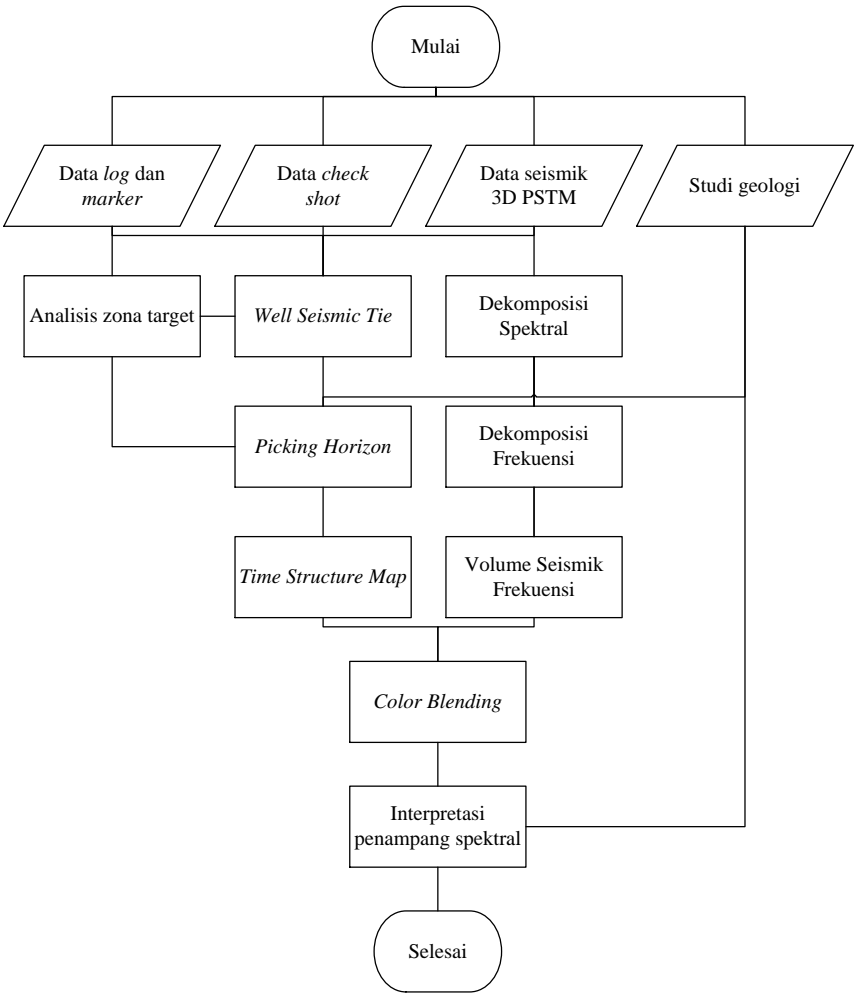 Mulai
Data log dan
marker
Data check
shot
Data seismik
3D PSTM
Studi geologi
Analisis zona target
Well Seismic Tie
Dekomposisi
Spektral
Picking Horizon
Dekomposisi
Frekuensi
Time Structure Map
Volume Seismik
Frekuensi
Color Blending
Interpretasi
penampang spektral
Selesai